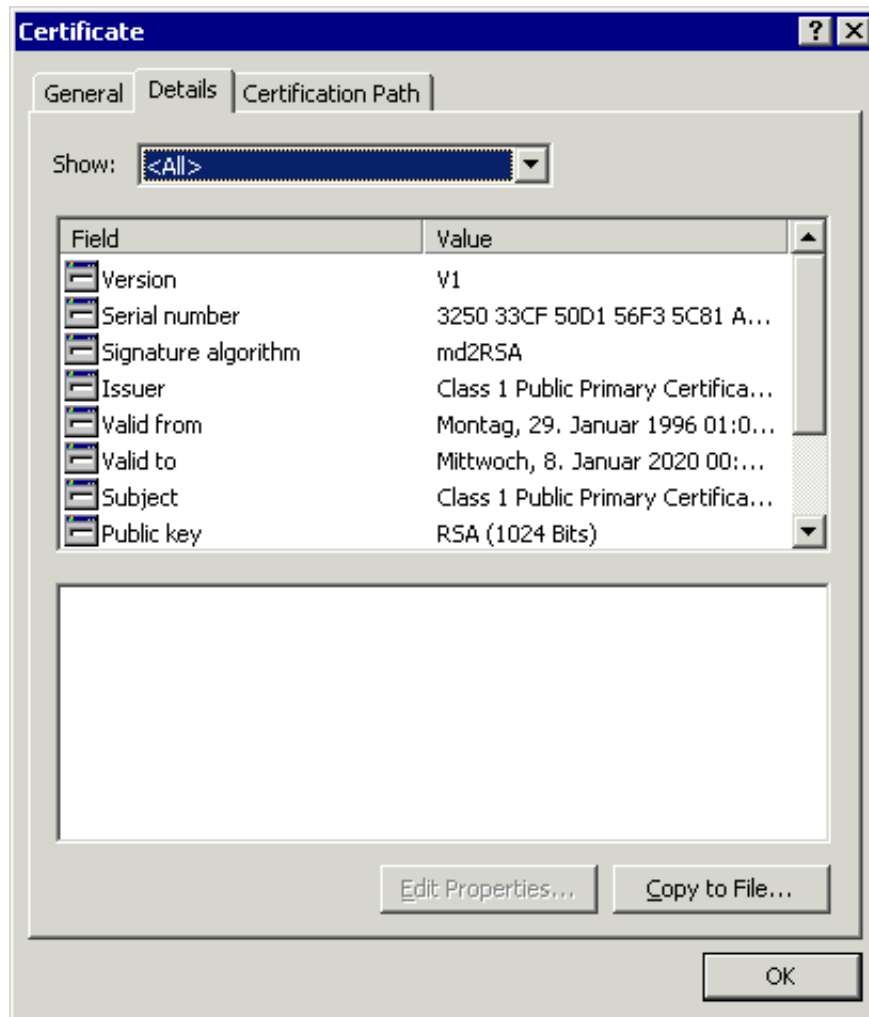 Certificate
General Details Certification Path
Show: <All>
Field Value
Version V1
Serial number 3250 33CF 50D1 56F3 5C81 A...
Signature algorithm md2RSA
Issuer Class 1 Public Primary Certifica...
Valid from Montag, 29. Januar 1996 01:0...
Valid to Mittwoch, 8. Januar 2020 00:...
Subject Class 1 Public Primary Certifica...
Public key RSA (1024 Bits)
Edit Properties... Copy to File...
OK